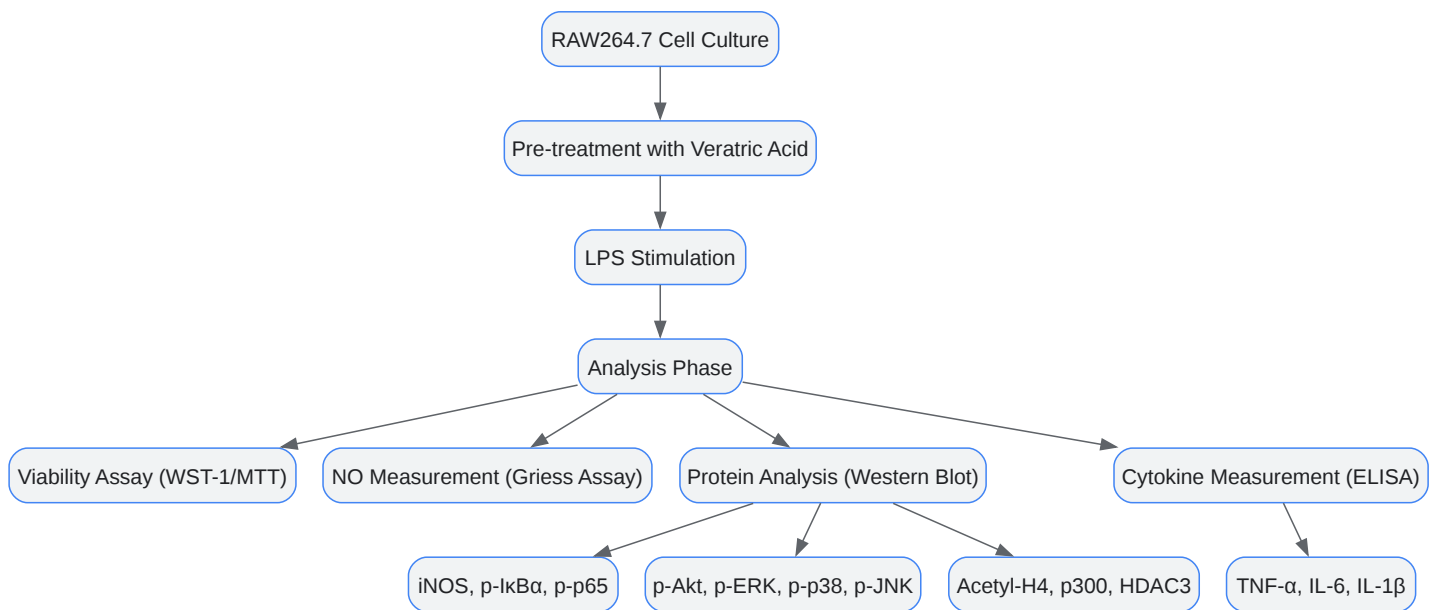 RAW264.7 Cell Culture
Pre-treatment with Veratric Acid
LPS Stimulation
Analysis Phase
Viability Assay (WST-1/MTT)
NO Measurement (Griess Assay)
Protein Analysis (Western Blot)
Cytokine Measurement (ELISA)
iNOS, p-IκBα, p-p65
p-Akt, p-ERK, p-p38, p-JNK
Acetyl-H4, p300, HDAC3
TNF-α, IL-6, IL-1β